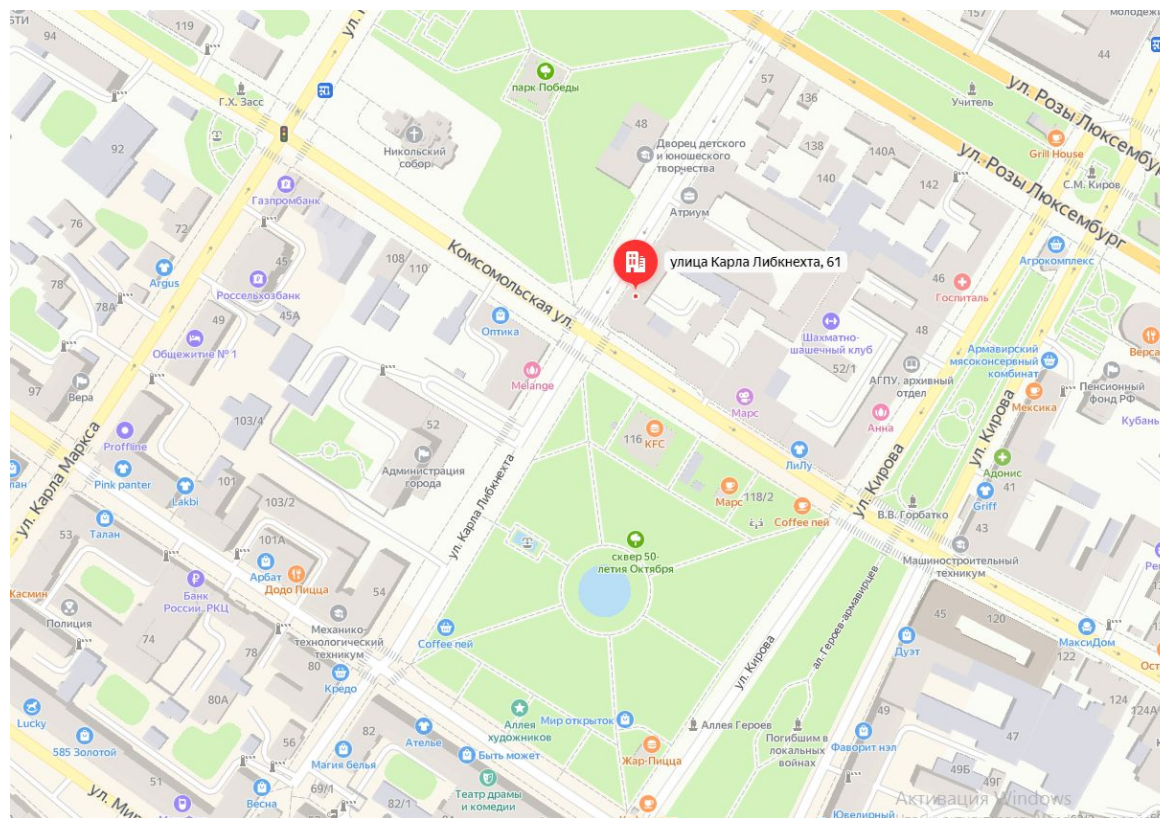 СТИ
119
94
ул.
Г.Х. Засс
92
Никольский
собор
парк Победы
48
Дворец детского
и юношеского
творчества
Атриум
57
136
138
140А
140
142
157
молодежи
44
ул. Розы Люксембург
Учитель
Grill House
С.М. Киров
ул. Розы Люксембург
Агрокомплекс
Газпромбанк
76
72
45
108
110
Комсомольская ул.
улица Карла Либкнехта, 61
46
Госпиталь
78
78А
Argus
Россельхозбанк
45А
49
Общежитие № 1
Оптика
Melange
Шахматно-
шашечный клуб
52/1
48
АГПУ, архивный
отдел
Армавирский
мясоконсервный
комбинат
Верса
Пенсионный
фонд РФ
Мексика
Кубань
97
Вера
103/4
52
Администрация
города
Марс
Анна
116
KFC
ЛиЛу
ул. Кирова
ул. Кирова
Адонис
41
Griff
ул. Карла Маркса
Proffline
Pink panter
Lakbi
101
103/2
ул. Карла Либкнехта
Марс
118/2
Coffee пей
В.В. Горбатко
43
Машиностроительный
техникум
Талан
53
101А
Арбат
Додо Пицца
54
сквер 50-
летия Октября
Касмин
Полиция
Банк
России, РКЦ
74
78
Механико-
технологический
техникум
80
Coffee пей
Кредо
80А
ул. Кирова
ал. Героев-армавирцев
45
120
Дуэт
МаксиДом
122
124
124А
Lucky
585 Золотой
56
82
Ателье
Аллея
художников
Мир открыток
Быть может
Жар-Пицца
Аллея Героев
Погибшим в
локальных
войнах
49
Фаворит нэл
47
51
Магия белья
Весна
69/1
82/1
Театр драмы
и комедии
49Б
49Г
Ювелирный
Активация Windows